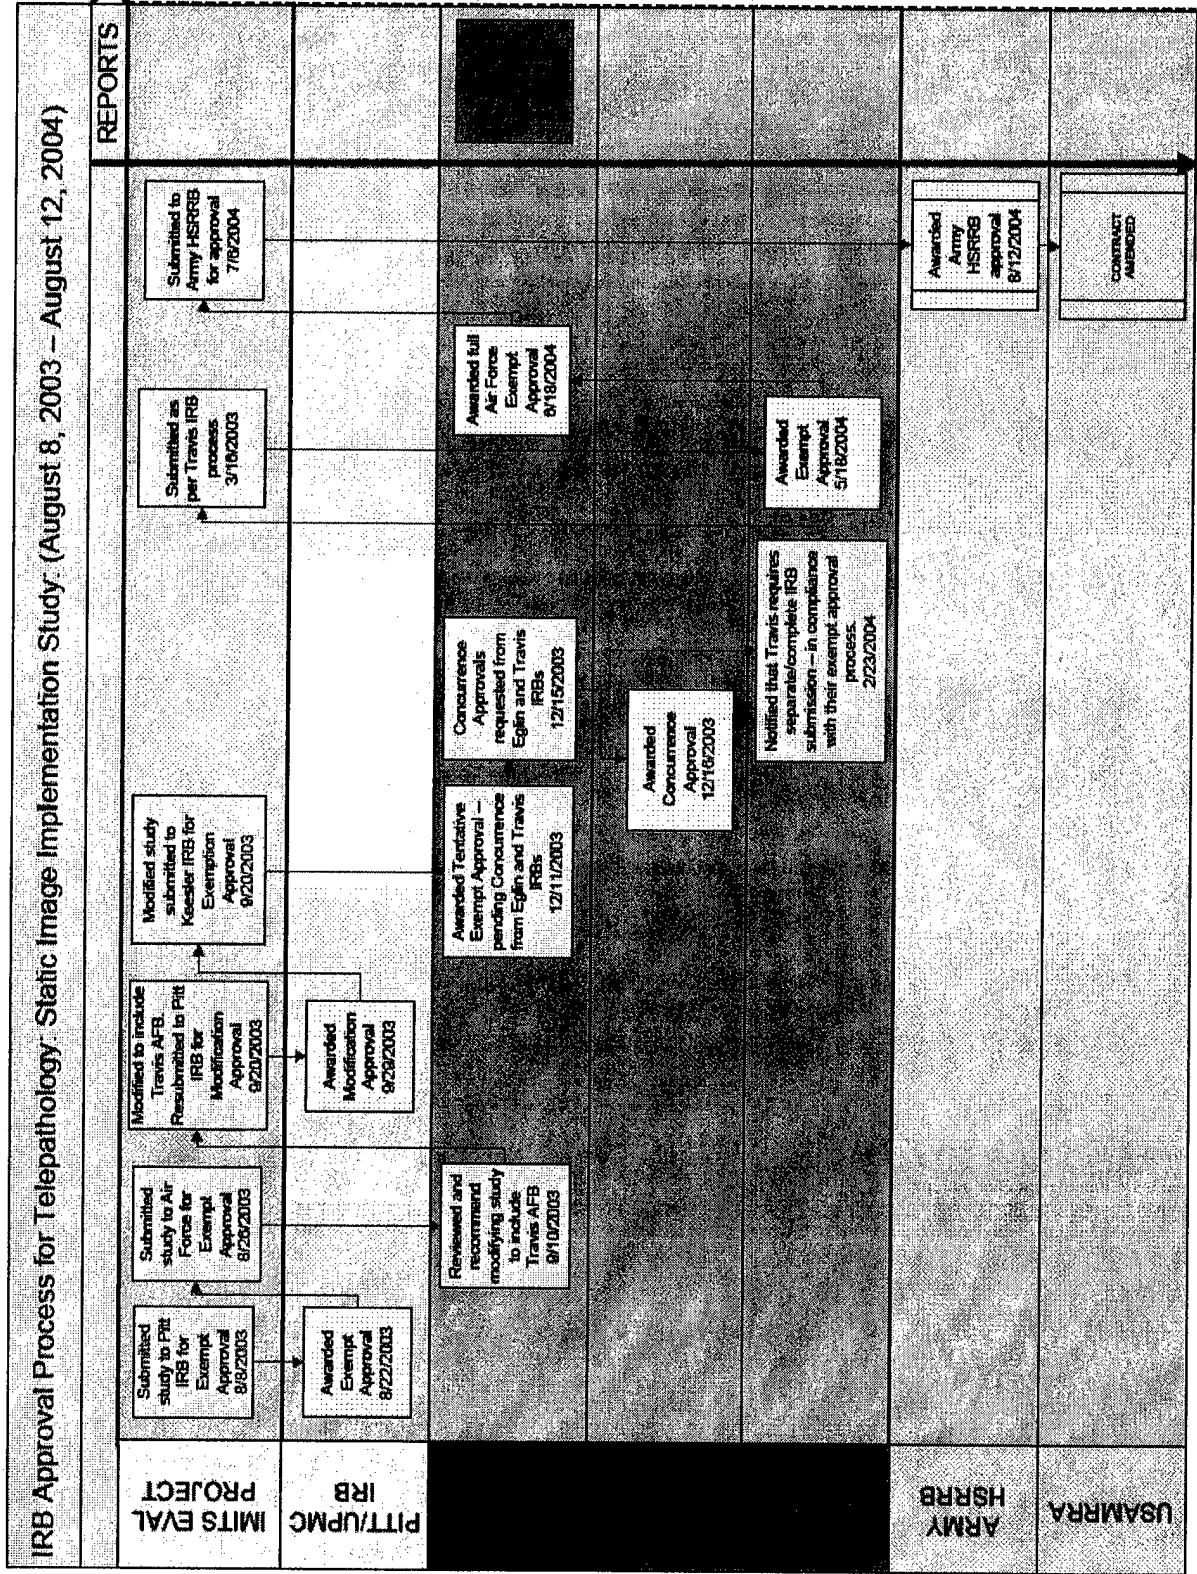 IRB Approval Process for Telepathology: Static Image Implementation Study. (August 8, 2003 – August 12, 2004)
REPORTS
IMITS EVAL
PROJECT
Submitted
study to Pitt
IRB for
Exempt
Approval
8/8/2003
Submitted
study to Air
Force for
Exempt
Approval
8/26/2003
Modified to include
Travis AFB.
Resubmitted to Pitt
IRB for
Modification
Approval
9/20/2003
Modified study
submitted to
Keesler IRB for
Exemption
Approval
9/20/2003
Submitted as
per Travis IRB
process
3/16/2003
Submitted to
Army HSRRB
for approval
7/6/2004
PITT/UPMC
IRB
Awarded
Exempt
Approval
8/22/2003
Awarded
Modification
Approval
9/29/2003
Reviewed and
recommend
modifying study
to include
Travis AFB
9/10/2003
Awarded Tentative
Exempt Approval –
pending Concurrence
from Eglin and Travis
IRBs
12/11/2003
Concurrence
Approvals
requested from
Eglin and Travis
IRBs
12/15/2003
Awarded full
Air Force
Exempt
Approval
6/18/2004
Awarded
Concurrence
Approval
12/16/2003
Notified that Travis requires
separate/complete IRB
submission – in compliance
with their exempt approval
process.
2/23/2004
Awarded
Exempt
Approval
5/18/2004
ARMY
HSRRB
Awarded
Army
HSRRB
approval
8/12/2004
USAMRRA
CONTRACT
AMENDED